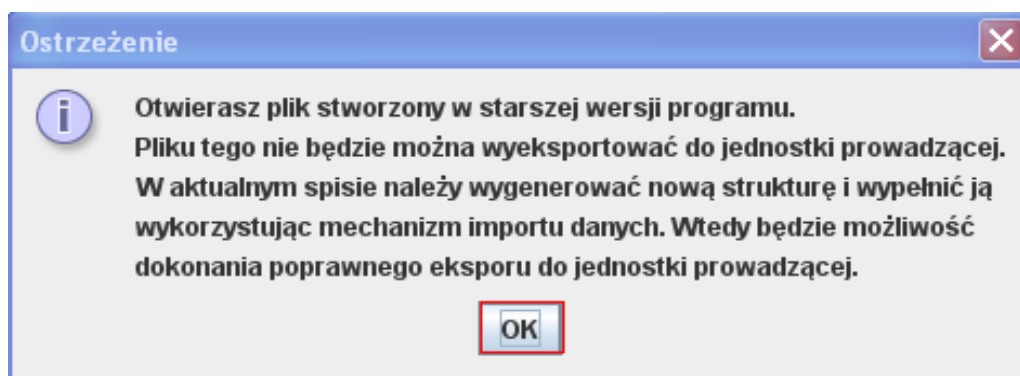 Ostrzeżenie
Otwierasz plik stworzony w starszej wersji programu.
Pliku tego nie będzie można wyeksportować do jednostki prowadzącej.
W aktualnym spisie należy wygenerować nową strukturę i wypełnić ją
wykorzystując mechanizm importu danych. Wtedy będzie możliwość
dokonania poprawnego eksporu do jednostki prowadzącej.
OK